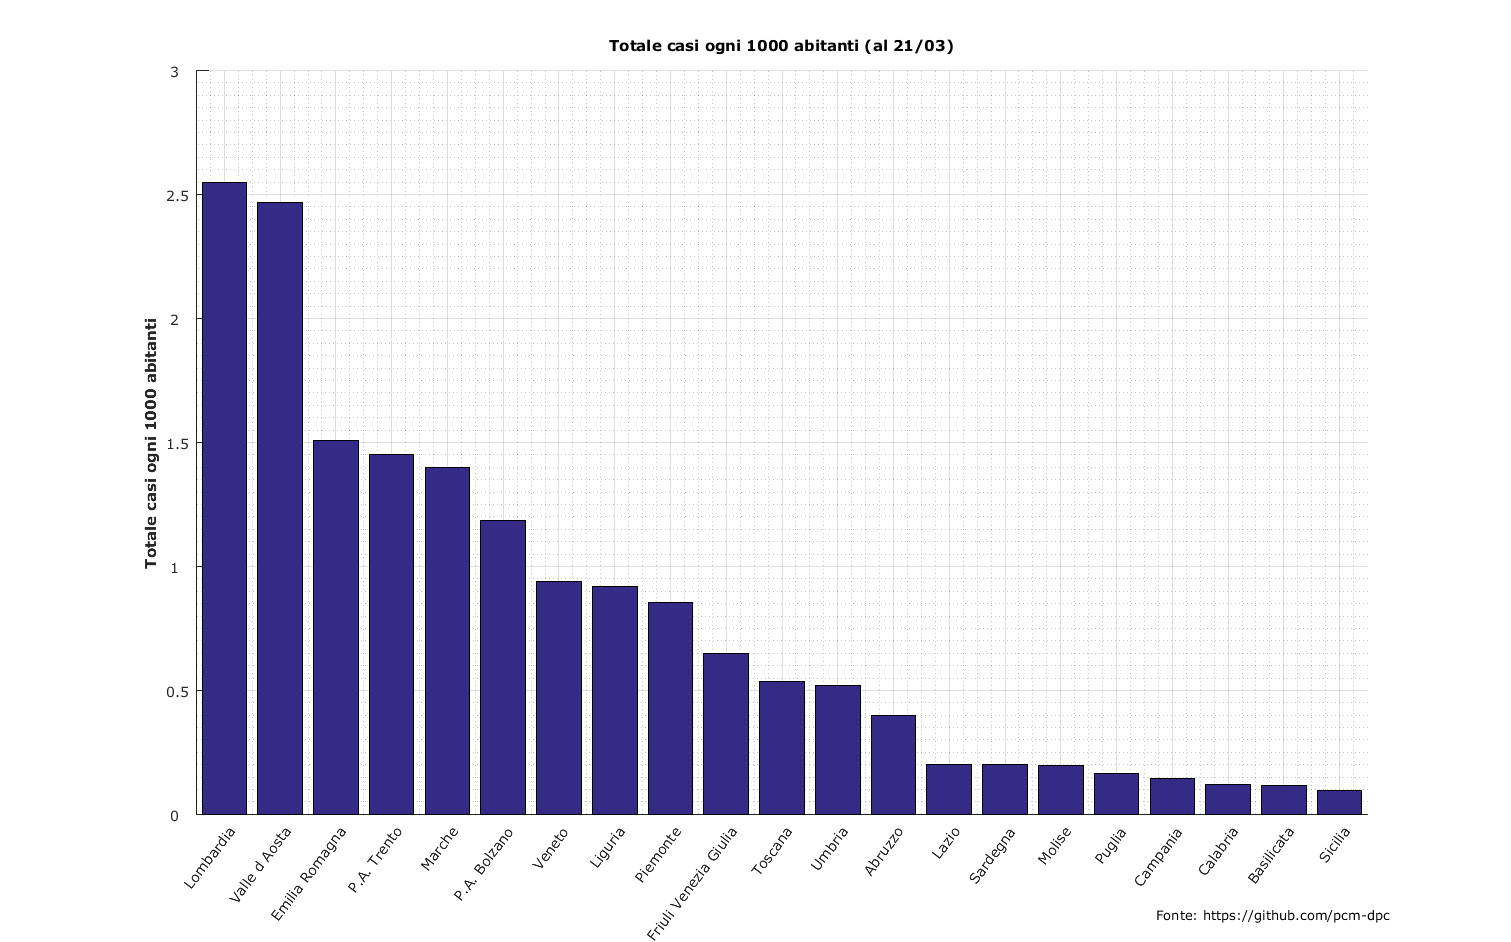 Totale casi ogni 1000 abitanti (al 21/03)
Totale casi ogni 1000 abitanti
3
2.5
2
1.5
1
0.5
0
Lombardia
Valle d Aosta
Emilia Romagna
P.A. Trento
Marche
P.A. Bolzano
Veneto
Liguria
Piemonte
Friuli Venezia Giulia
Toscana
Umbria
Abruzzo
Lazio
Sardegna
Molise
Puglia
Campania
Calabria
Basilicata
Sicilia
Fonte: https://github.com/pcm-dpc